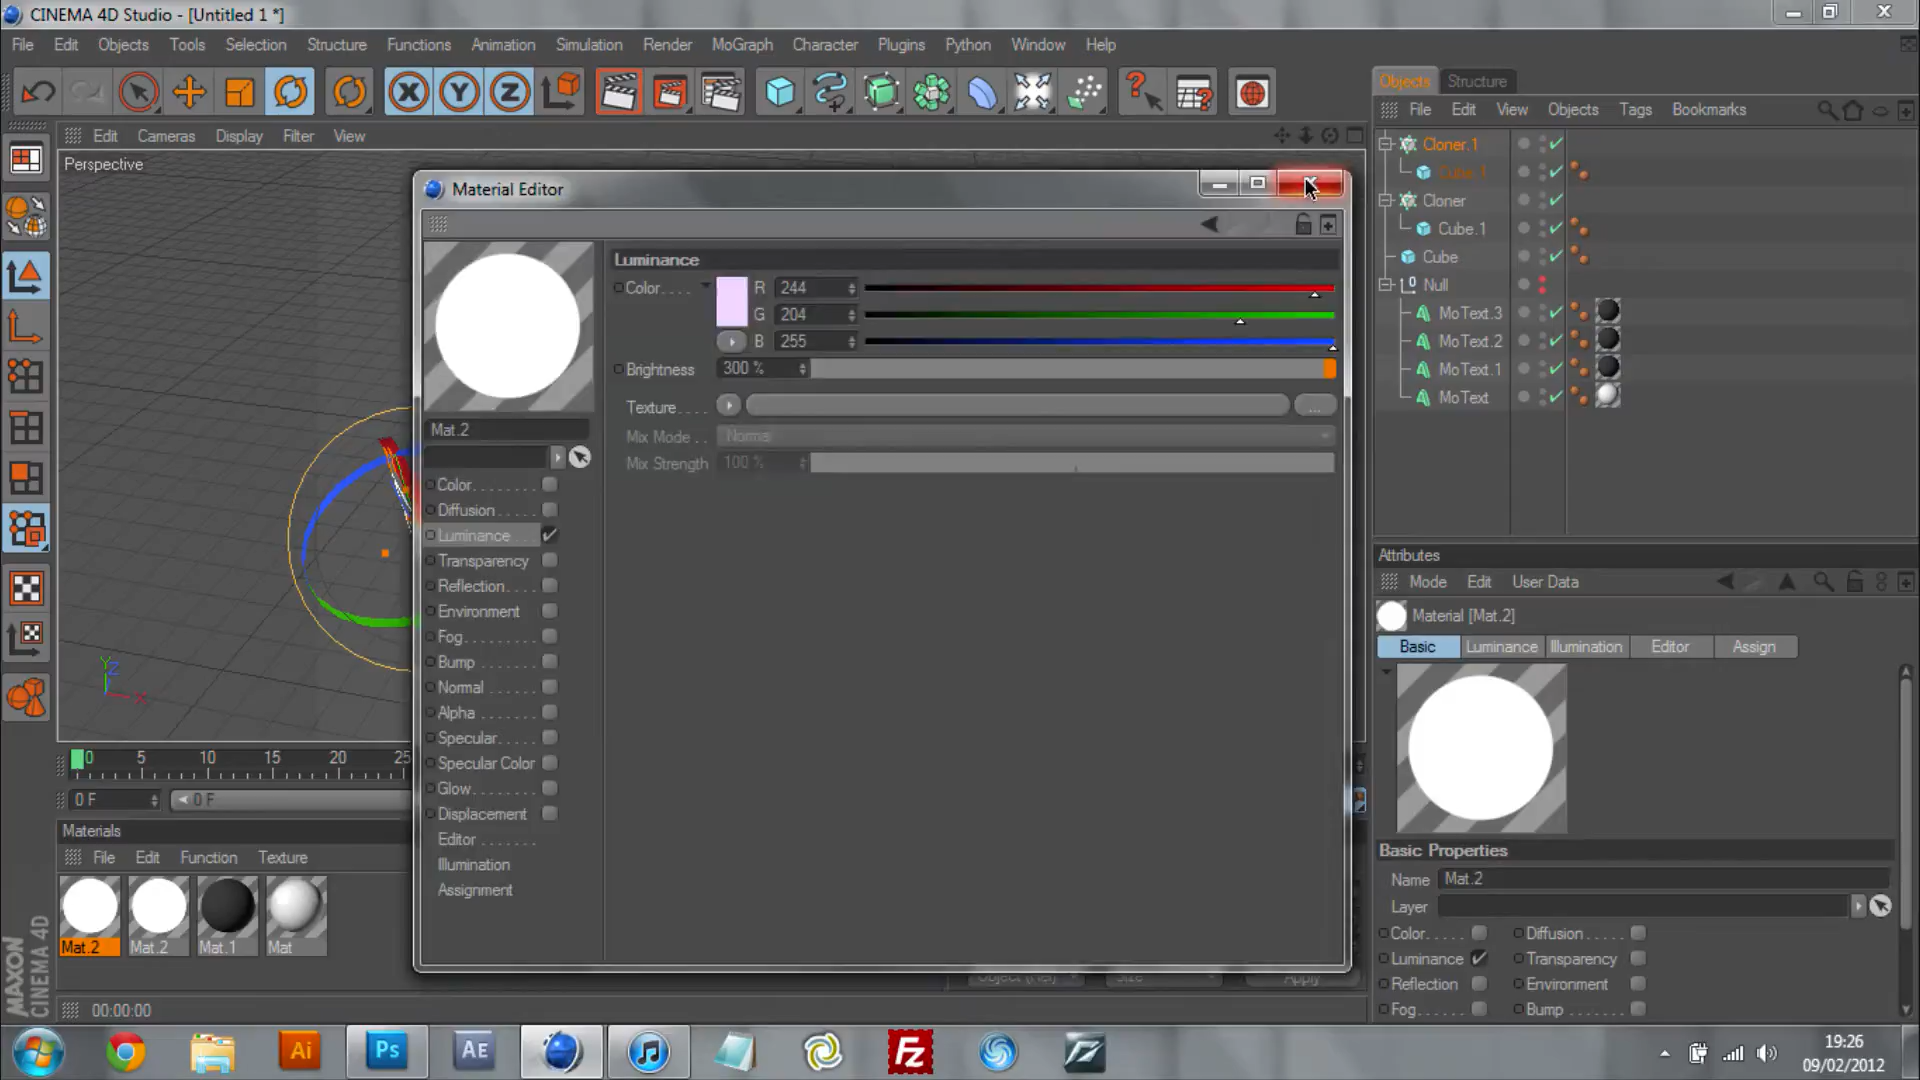 CINEMA 4D Studio - [Untitled 1 *]
File Edit Objects Tools Selection Structure Functions Animation Simulation Render MoGraph Character Plugins Python Window Help
X Y Z
Objects Structure
File Edit View Objects Tags Bookmarks
Edit Cameras Display Filter View
Perspective
Cloner.1
Cube.1
Cloner
Cube.1
Cube
Null
MoText.3
MoText.2
MoText.1
MoText
Material Editor
Luminance
Color
R 244
G 204
B 255
Brightness 300 %
Texture
...
Mix Mode Normal
Mix Strength 100 %
Mat.2
Color
Diffusion
Luminance
Transparency
Reflection
Environment
Fog
Bump
Normal
Alpha
Specular
Specular Color
Glow
Displacement
Editor
Illumination
Assignment
Y Z X
0 5 10 15 20 25
0 F 0 F
Materials
File Edit Function Texture
Mat.2 Mat.2 Mat.1 Mat
MAXON
CINEMA 4D
00:00:00
Size Apply
Attributes
Mode Edit User Data
Material [Mat.2]
Basic Luminance Illumination Editor Assign
Basic Properties
Name Mat.2
Layer
Color Diffusion
Luminance Transparency
Reflection Environment
Fog Bump
Ai Ps AE Fz
19:26
09/02/2012